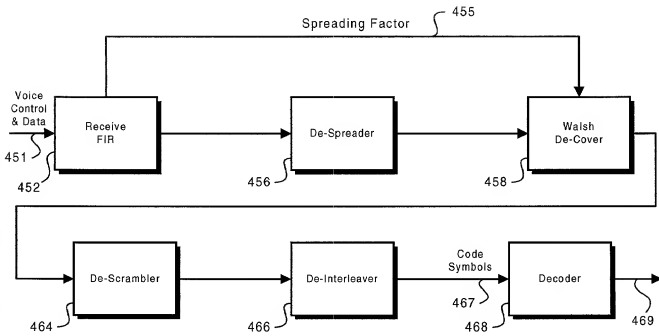 455
Spreading Factor
Voice
Control
& Data
451
Receive
FIR
452
De-Spreader
456
Walsh
De-Cover
458
De-Scrambler
464
De-Interleaver
466
Code
Symbols
467
Decoder
468
469